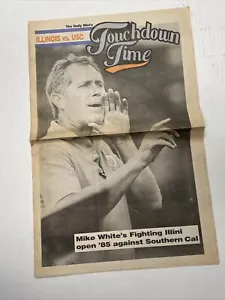 The Daily Illini's
ILLINOIS vs. USC
Touchdown
Time
Mike White's Fighting Illini
open '85 against Southern Cal